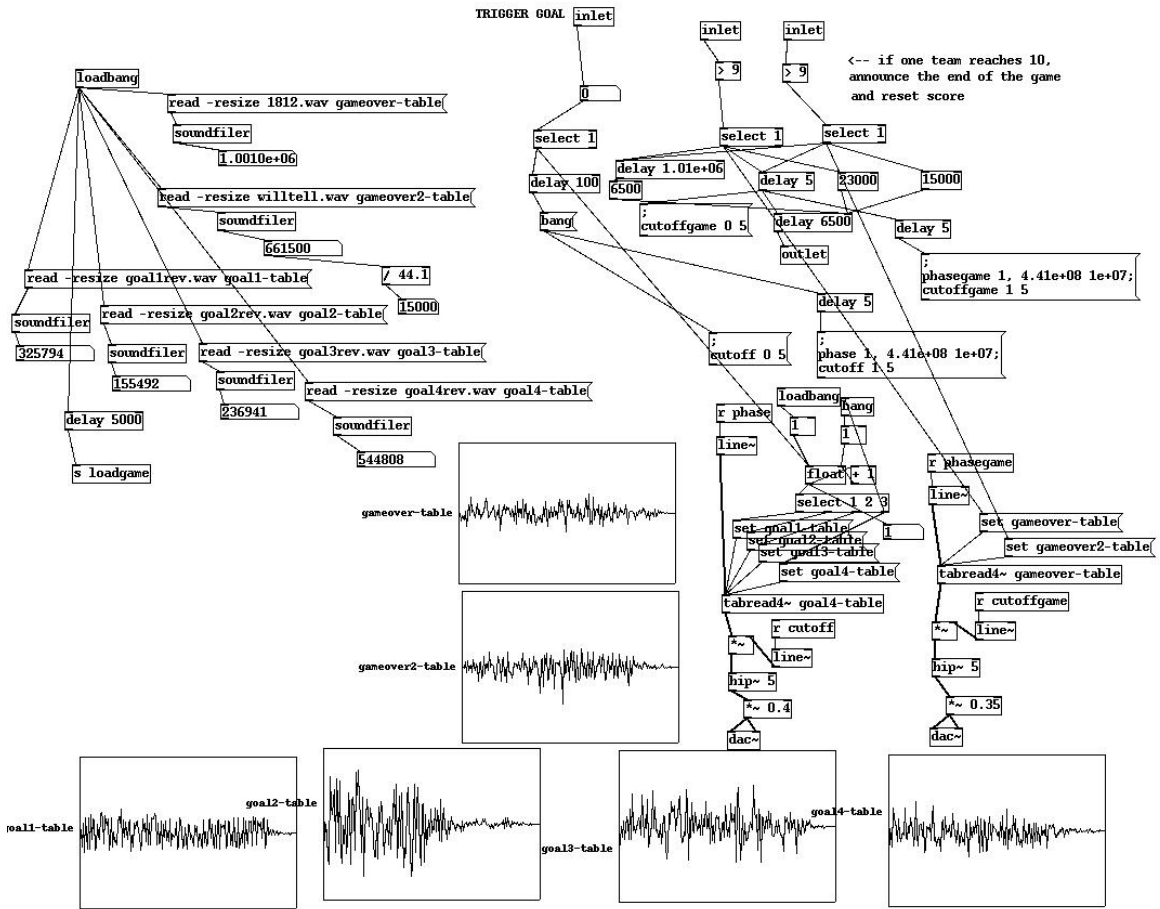 TRIGGER GOAL
inlet
inlet
inlet
<-- if one team reaches 10,
announce the end of the game
and reset score
> 9
> 9
loadbang
read -resize 1812.wav gameover-table
soundfiler
1.0010e+06
0
select 1
select 1
select 1
read -resize willtell.wav gameover2-table
soundfiler
661500
/ 44.1
15000
delay 100
delay 1.01e+06
6500
delay 5
23000
15000
bang
;
cutoffgame 0 5
delay 6500
outlet
delay 5
;
phasegame 1, 4.41e+08 1e+07;
cutoffgame 1 5
read -resize goal1rev.wav goal1-table
soundfiler
325794
read -resize goal2rev.wav goal2-table
soundfiler
155492
read -resize goal3rev.wav goal3-table
soundfiler
236941
read -resize goal4rev.wav goal4-table
soundfiler
544808
delay 5000
s loadgame
delay 5
;
cutoff 0 5
;
phase 1, 4.41e+08 1e+07;
cutoff 1 5
loadbang
bang
r phase
1
1
line~
float
+ 1
select 1 2 3
1
set goal1-table
set goal2-table
set goal3-table
set goal4-table
tabread4~ goal4-table
r cutoff
*~
line~
hip~ 5
*~ 0.4
dac~
r phasegame
line~
set gameover-table
set gameover2-table
tabread4~ gameover-table
r cutoffgame
*~
line~
hip~ 5
*~ 0.35
dac~
gameover-table
gameover2-table
goal1-table
goal2-table
goal3-table
goal4-table